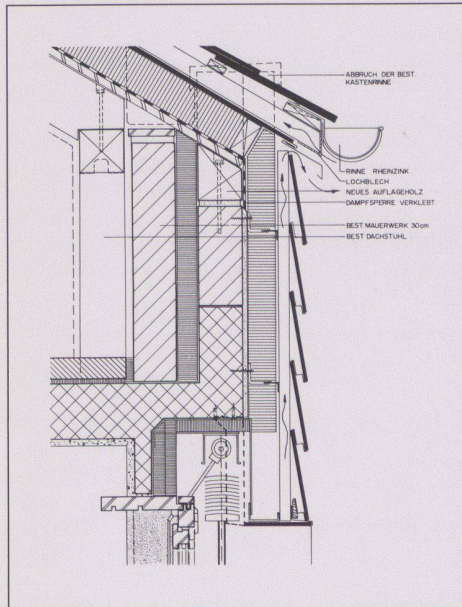 ABBRUCH DER BEST.
KASTENRINNE
RINNE RHEINZINK
LOCHBLECH
NEUES AUFLAGEHOLZ
DAMPFSPERRE VERKLEBT
BEST MAUERWERK 30cm
BEST DACHSTUHL